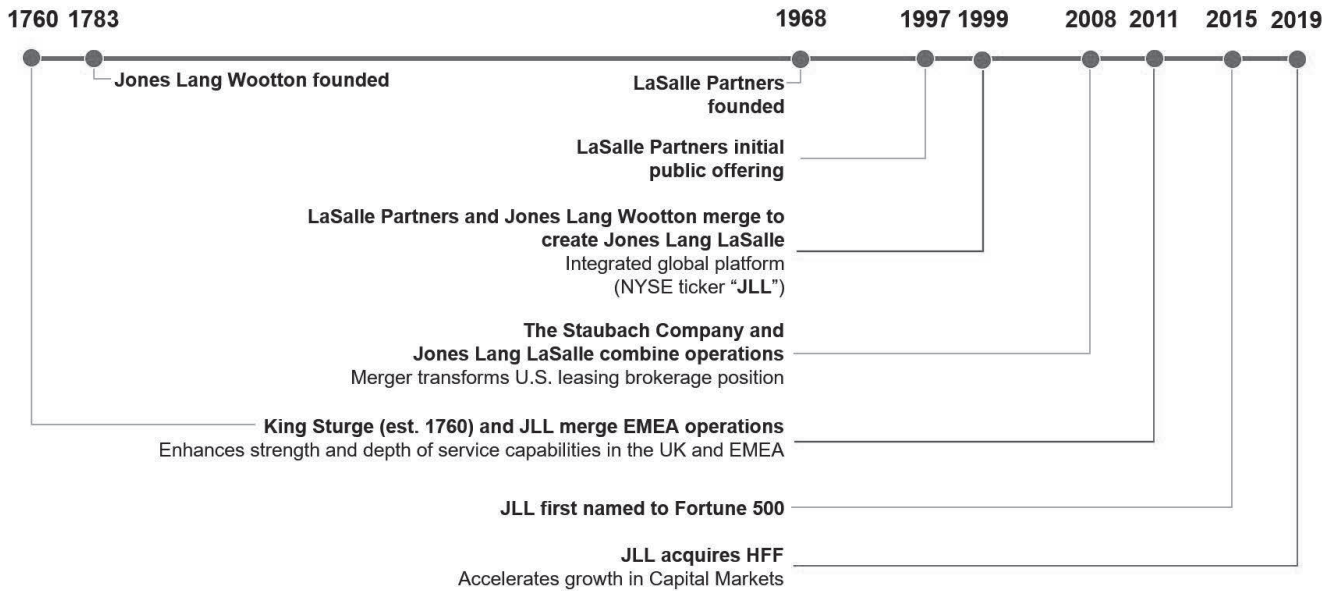 1760 1783 1968 1997 1999 2008 2011 2015 2019
Jones Lang Wootton founded
LaSalle Partners
founded
LaSalle Partners initial
public offering
LaSalle Partners and Jones Lang Wootton merge to
create Jones Lang LaSalle
Integrated global platform
(NYSE ticker “JLL”)
The Staubach Company and
Jones Lang LaSalle combine operations
Merger transforms U.S. leasing brokerage position
King Sturge (est. 1760) and JLL merge EMEA operations
Enhances strength and depth of service capabilities in the UK and EMEA
JLL first named to Fortune 500
JLL acquires HFF
Accelerates growth in Capital Markets